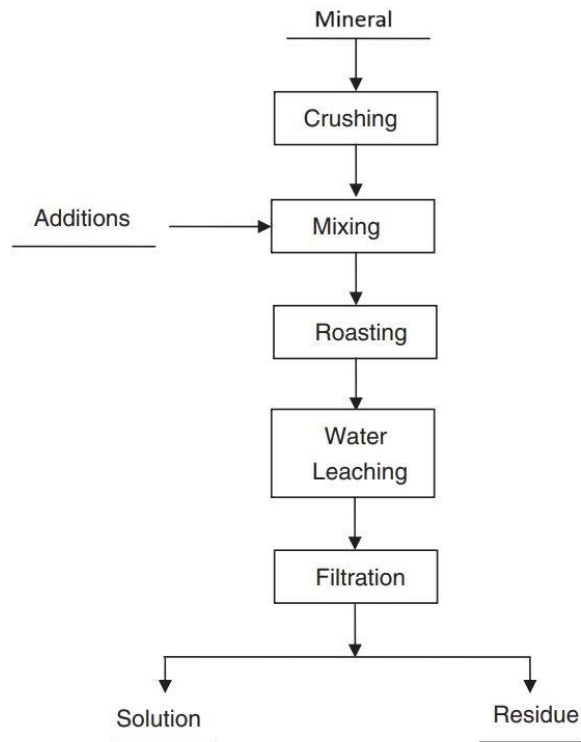 Mineral
Crushing
Additions
Mixing
Roasting
Water
Leaching
Filtration
Solution
Residue